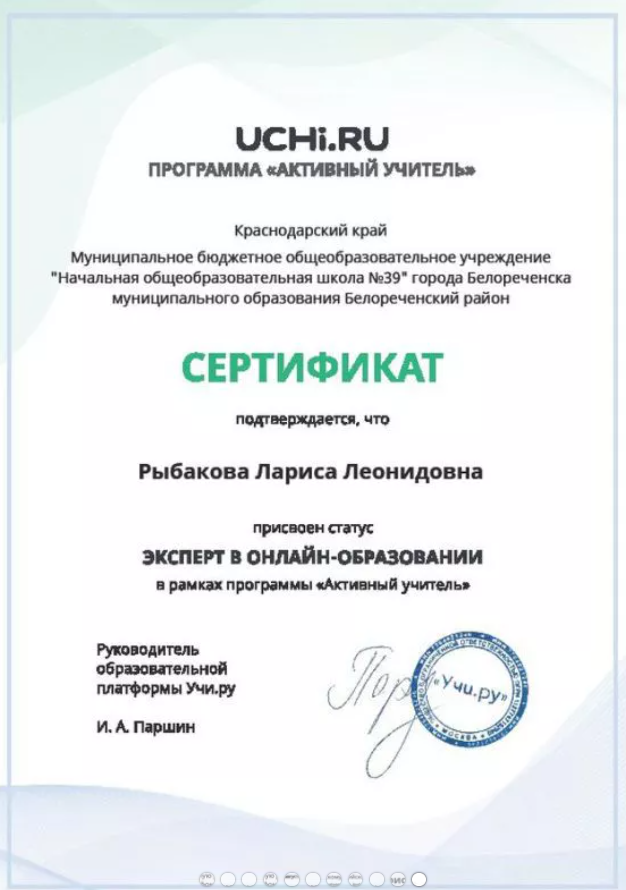 UCHi.RU
ПРОГРАММА «АКТИВНЫЙ УЧИТЕЛЬ»
Краснодарский край
Муниципальное бюджетное общеобразовательное учреждение
"Начальная общеобразовательная школа №39" города Белореченска
муниципального образования Белореченский район
СЕРТИФИКАТ
подтверждается, что
Рыбакова Лариса Леонидовна
присвоен статус
ЭКСПЕРТ В ОНЛАЙН-ОБРАЗОВАНИИ
в рамках программы «Активный учитель»
Руководитель
образовательной
платформы Учи.ру
И. А. Паршин
«Учи.ру»
МОСКВА